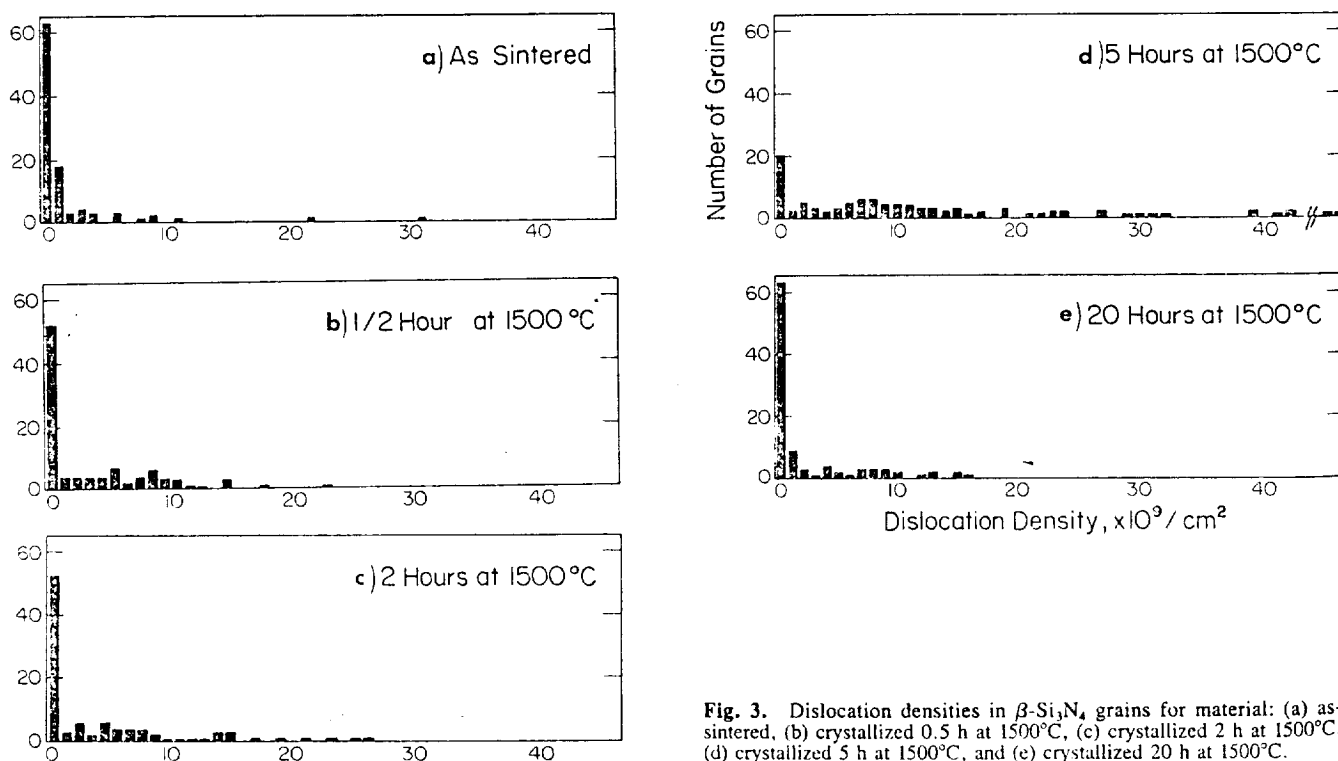 60
40
20
0
a) As Sintered
0 10 20 30 40
60
40
20
0
b) 1/2 Hour at 1500°C
0 10 20 30 40
60
40
20
0
c) 2 Hours at 1500°C
Number of Grains
60
40
20
0
d) 5 Hours at 1500°C
0 10 20 30 40
60
40
20
0
e) 20 Hours at 1500°C
0 10 20 30 40
Dislocation Density, x10⁹/cm²
Fig. 3. Dislocation densities in β-Si₃N₄ grains for material: (a) as-
sintered, (b) crystallized 0.5 h at 1500°C, (c) crystallized 2 h at 1500°C,
(d) crystallized 5 h at 1500°C, and (e) crystallized 20 h at 1500°C.